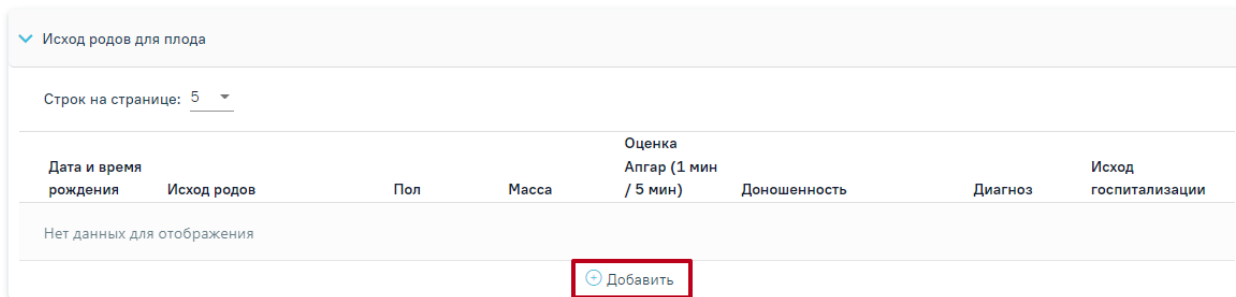 Исход родов для плода
Строк на странице: 5
Дата и время рождения
Исход родов
Пол
Масса
Оценка Апгар (1 мин / 5 мин)
Доношенность
Диагноз
Исход госпитализации
Нет данных для отображения
Добавить